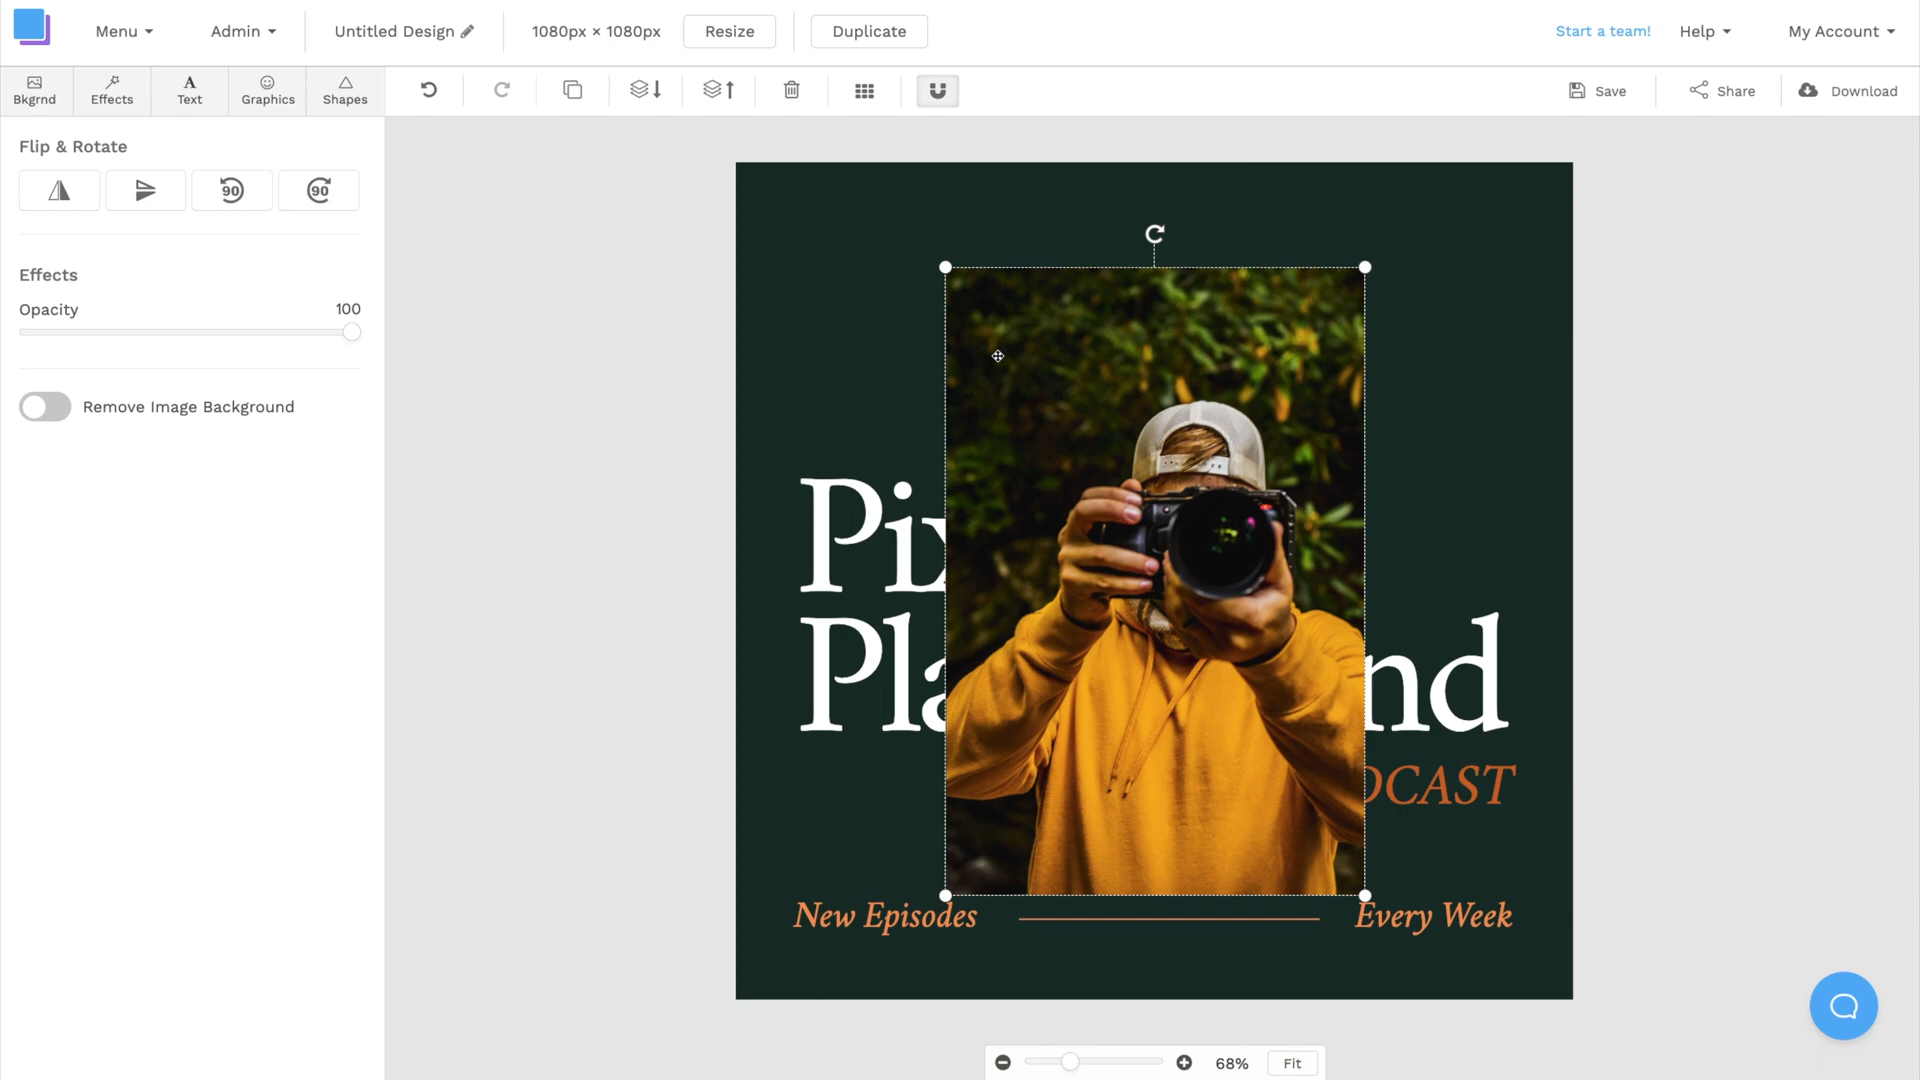 Menu Admin Untitled Design 1080px × 1080px Resize Duplicate Start a team! Help My Account
Bkgrnd Effects Text Graphics Shapes Save Share Download
Flip & Rotate
90 90
Effects
Opacity 100
Remove Image Background
Pix
Pla nd
DCAST
New Episodes Every Week
68% Fit